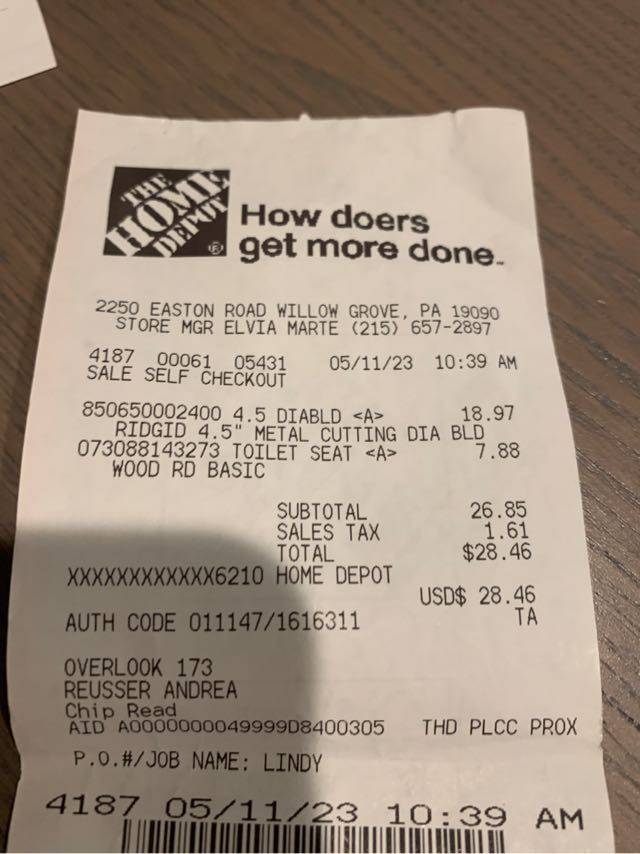 THE
HOME
DEPOT
®
How doers
get more done™
2250 EASTON ROAD WILLOW GROVE, PA 19090
STORE MGR ELVIA MARTE (215) 657-2897
4187 00061 05431 05/11/23 10:39 AM
SALE SELF CHECKOUT
850650002400 4.5 DIABLD <A> 18.97
RIDGID 4.5" METAL CUTTING DIA BLD
073088143273 TOILET SEAT <A> 7.88
WOOD RD BASIC
SUBTOTAL 26.85
SALES TAX 1.61
TOTAL $28.46
XXXXXXXXXXXX6210 HOME DEPOT
USD$ 28.46
AUTH CODE 011147/1616311 TA
OVERLOOK 173
REUSSER ANDREA
Chip Read
AID A0000000049999D8400305 THD PLCC PROX
P.O.#/JOB NAME: LINDY
4187 05/11/23 10:39 AM